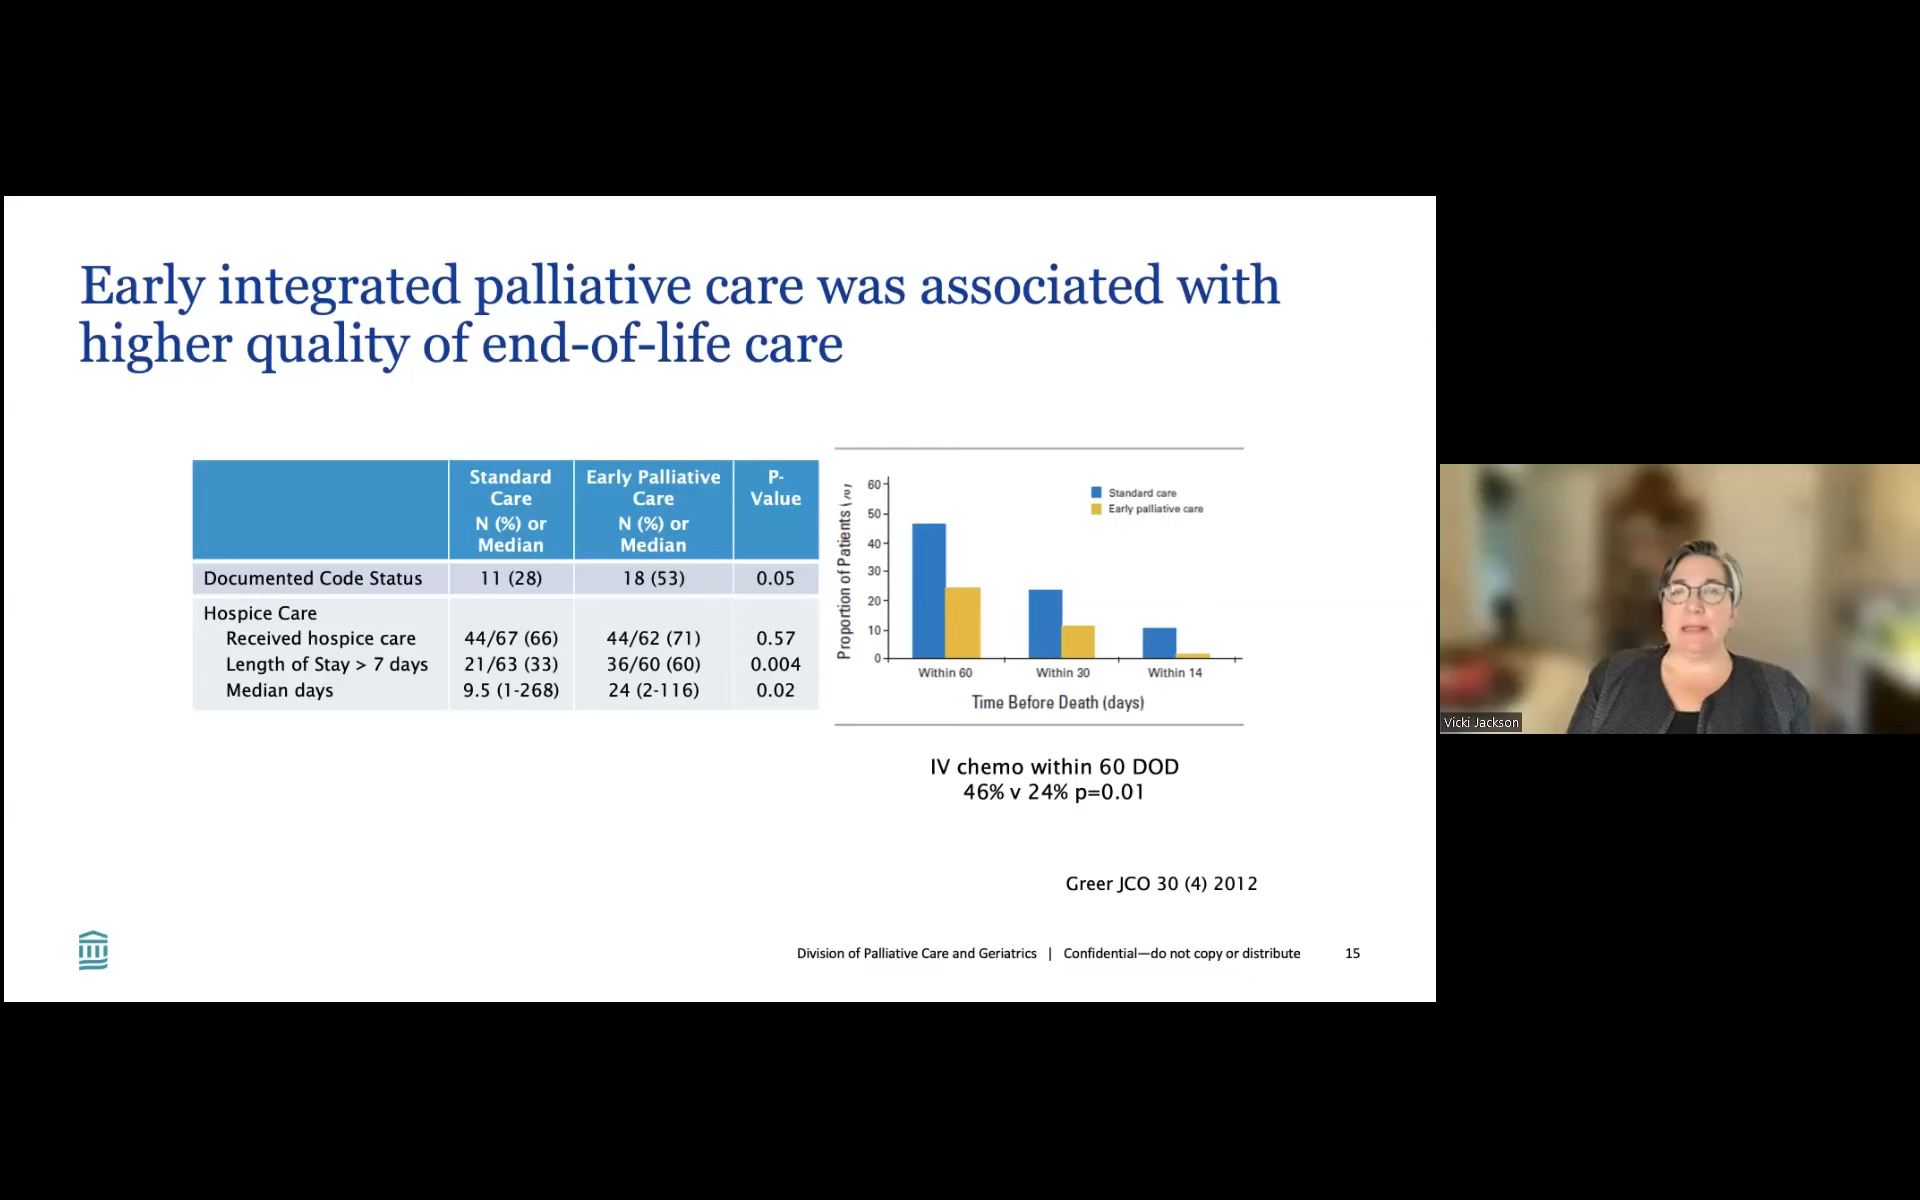 Early integrated palliative care was associated with
higher quality of end-of-life care
Standard
Care
N (%) or
Median
Early Palliative
Care
N (%) or
Median
P-
Value
Documented Code Status 11 (28) 18 (53) 0.05
Hospice Care
Received hospice care 44/67 (66) 44/62 (71) 0.57
Length of Stay > 7 days 21/63 (33) 36/60 (60) 0.004
Median days 9.5 (1-268) 24 (2-116) 0.02
Proportion of Patients
60
50
40
30
20
10
0
Standard care
Early palliative care
Within 60 Within 30 Within 14
Time Before Death (days)
IV chemo within 60 DOD
46% v 24% p=0.01
Greer JCO 30 (4) 2012
Division of Palliative Care and Geriatrics | Confidential—do not copy or distribute 15
Vicki Jackson